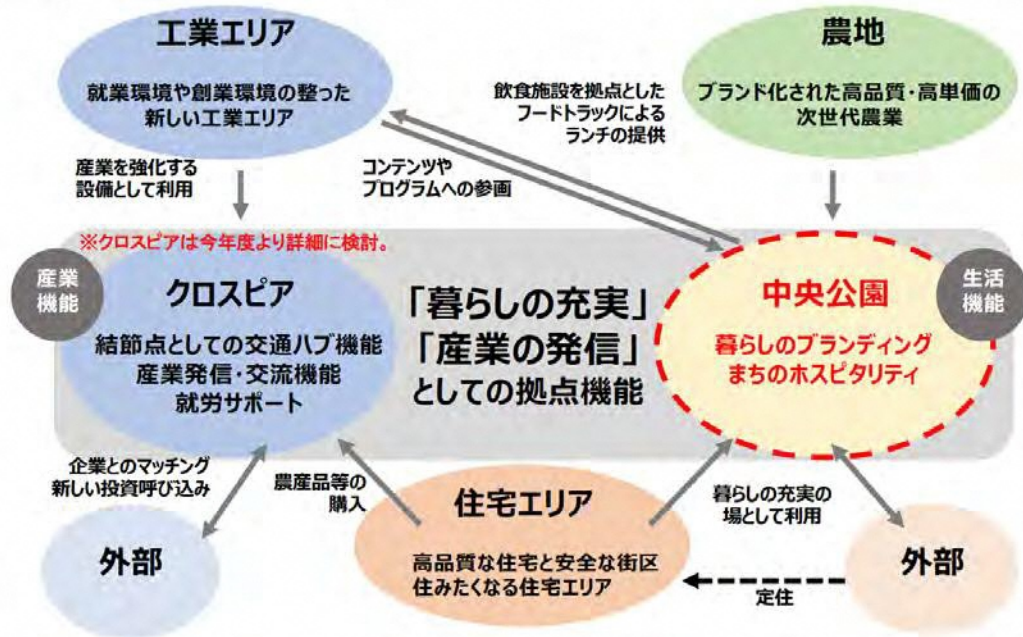 工業エリア
就業環境や創業環境の整った
新しい工業エリア
農地
ブランド化された高品質・高単価の
次世代農業
飲食施設を拠点とした
フードトラックによる
ランチの提供
産業を強化する
設備として利用
コンテンツや
プログラムへの参画
※クロスピアは今年度より詳細に検討。
産業
機能
クロスピア
結節点としての交通ハブ機能
産業発信・交流機能
就労サポート
「暮らしの充実」
「産業の発信」
としての拠点機能
中央公園
暮らしのブランディング
まちのホスピタリティ
生活
機能
企業とのマッチング
新しい投資呼び込み
農産品等の
購入
住宅エリア
高品質な住宅と安全な街区
住みたくなる住宅エリア
暮らしの充実の
場として利用
外部
定住
外部